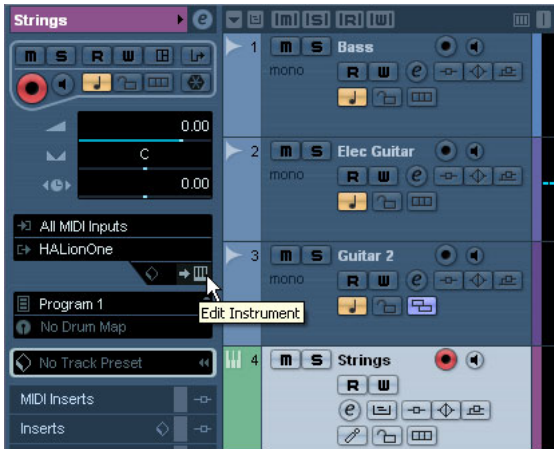 Strings
m S R W
0.00
C
0.00
All MIDI Inputs
HALionOne
Edit Instrument
Program 1
No Drum Map
No Track Preset
MIDI Inserts
Inserts
m S R W
1 m S Bass
mono R W e
2 m S Elec Guitar
mono R W e
3 m S Guitar 2
mono R W e
4 m S Strings
R W
e